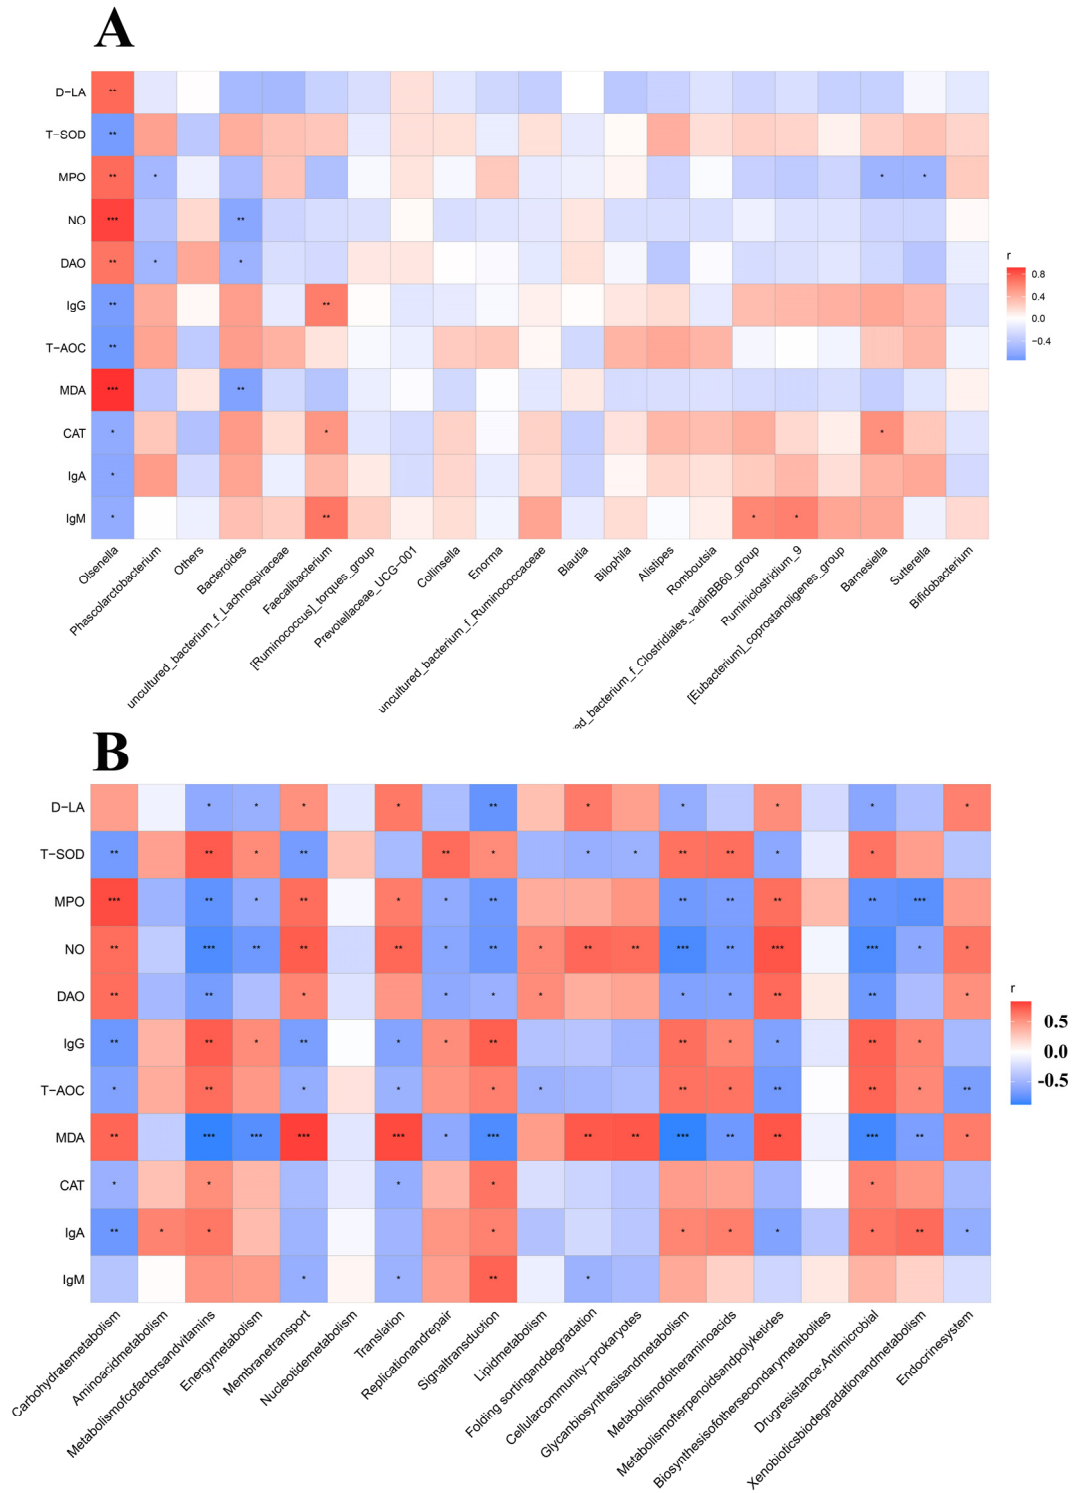 A
D-LA **
T-SOD **
MPO ** * * *
NO *** **
DAO ** * *
IgG ** **
T-AOC **
MDA *** **
CAT * * *
IgA *
IgM * ** * *
r
0.8
0.4
0.0
-0.4
Olsenella
Phascolarctobacterium
Others
Bacteroides
uncultured_bacterium_f_Lachnospiraceae
Faecalibacterium
[Ruminococcus]_torques_group
Prevotellaceae_UCG-001
Collinsella
Enorma
uncultured_bacterium_f_Ruminococcaceae
Blautia
Bilophila
Alistipes
Romboutsia
ed_bacterium_f_Clostridiales_vadinBB60_group
Ruminiclostridium_9
[Eubacterium]_coprostanoligenes_group
Barnesiella
Sutterella
Bifidobacterium
B
D-LA * * * * ** * * * * *
T-SOD ** ** * ** ** * * * ** ** * *
MPO *** ** * ** * * ** ** ** ** ** ***
NO ** *** ** ** ** * ** * ** ** *** ** *** *** * *
DAO ** ** * * * * * * ** ** *
IgG ** ** * ** * * ** ** * * ** *
T-AOC * ** * * * * ** * ** ** * **
MDA ** *** *** *** *** * *** ** ** *** ** ** *** ** *
CAT * * * * *
IgA ** * * * * * * * ** *
IgM * * ** *
r
0.5
0.0
-0.5
Carbohydratemetabolism
Aminoacidmetabolism
Metabolismofcofactorsandvitamins
Energymetabolism
Membranetransport
Nucleotidemetabolism
Translation
Replicationandrepair
Signaltransduction
Lipidmetabolism
Folding sortinganddegradation
Cellularcommunity-prokaryotes
Glycanbiosynthesisandmetabolism
Metabolismofotheraminoacids
Metabolismofterpenoidsandpolyketides
Biosynthesisofothersecondarymetabolites
Drugresistance:Antimicrobial
Xenobioticsbiodegradationandmetabolism
Endocrinesystem